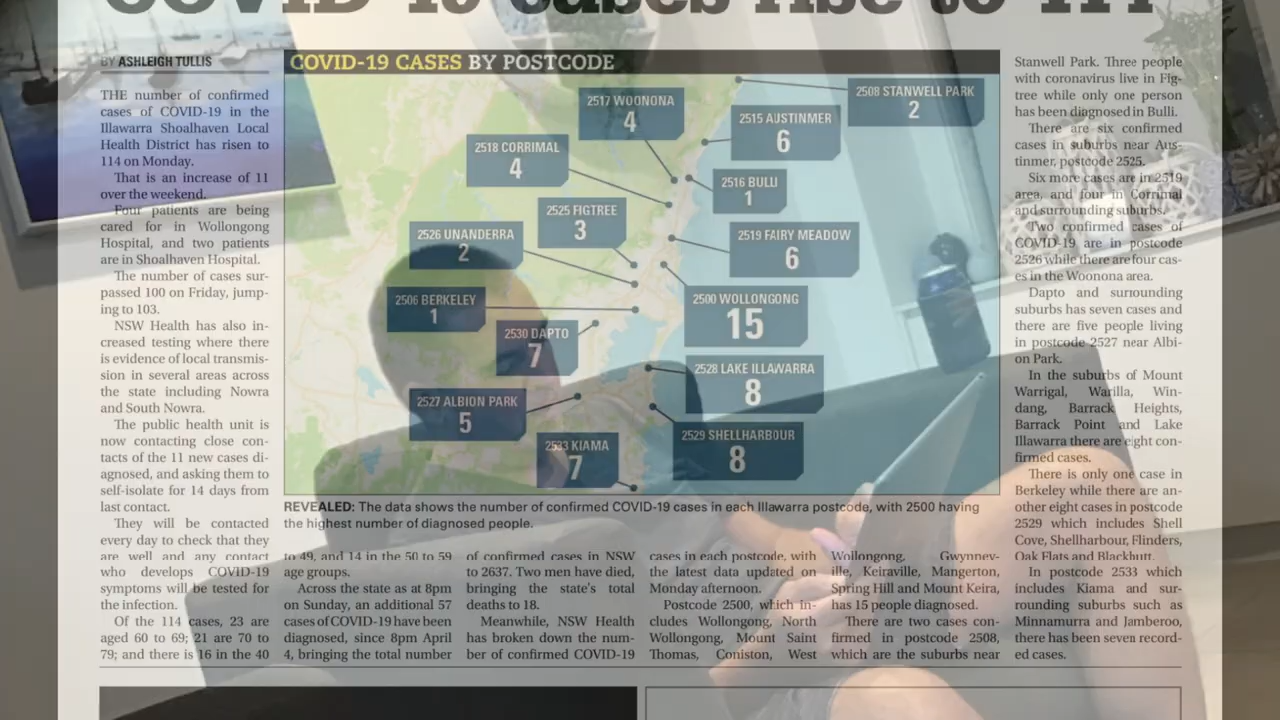 COVID-19 cases rise to 114
BY ASHLEIGH TULLIS
THE number of confirmed
cases of COVID-19 in the
Illawarra Shoalhaven Local
Health District has risen to
114 on Monday.
That is an increase of 11
over the weekend.
Four patients are being
cared for in Wollongong
Hospital, and two patients
are in Shoalhaven Hospital.
The number of cases sur-
passed 100 on Friday, jump-
ing to 103.
NSW Health has also in-
creased testing where there
is evidence of local transmis-
sion in several areas across
the state including Nowra
and South Nowra.
The public health unit is
now contacting close con-
tacts of the 11 new cases di-
agnosed, and asking them to
self-isolate for 14 days from
last contact.
They will be contacted
every day to check that they
are well and any contact
who develops COVID-19
symptoms will be tested for
the infection.
Of the 114 cases, 23 are
aged 60 to 69; 21 are 70 to
79; and there is 16 in the 40
COVID-19 CASES BY POSTCODE
2508 STANWELL PARK
2
2517 WOONONA
4
2515 AUSTINMER
6
2518 CORRIMAL
4
2516 BULLI
1
2525 FIGTREE
3
2526 UNANDERRA
2
2519 FAIRY MEADOW
6
2506 BERKELEY
1
2500 WOLLONGONG
15
2530 DAPTO
7
2528 LAKE ILLAWARRA
8
2527 ALBION PARK
5
2529 SHELLHARBOUR
8
2533 KIAMA
7
REVEALED: The data shows the number of confirmed COVID-19 cases in each Illawarra postcode, with 2500 having
the highest number of diagnosed people.
to 49, and 14 in the 50 to 59
age groups.
Across the state as at 8pm
on Sunday, an additional 57
cases of COVID-19 have been
diagnosed, since 8pm April
4, bringing the total number
of confirmed cases in NSW
to 2637. Two men have died,
bringing the state's total
deaths to 18.
Meanwhile, NSW Health
has broken down the num-
ber of confirmed COVID-19
cases in each postcode, with
the latest data updated on
Monday afternoon.
Postcode 2500, which in-
cludes Wollongong, North
Wollongong, Mount Saint
Thomas, Coniston, West
Wollongong, Gwynnev-
ille, Keiraville, Mangerton,
Spring Hill and Mount Keira,
has 15 people diagnosed.
There are two cases con-
firmed in postcode 2508,
which are the suburbs near
Stanwell Park. Three people
with coronavirus live in Fig-
tree while only one person
has been diagnosed in Bulli.
There are six confirmed
cases in suburbs near Aus-
tinmer, postcode 2525.
Six more cases are in 2519
area, and four in Corrimal
and surrounding suburbs.
Two confirmed cases of
COVID-19 are in postcode
2526 while there are four cas-
es in the Woonona area.
Dapto and surrounding
suburbs has seven cases and
there are five people living
in postcode 2527 near Albi-
on Park.
In the suburbs of Mount
Warrigal, Warilla, Win-
dang, Barrack Heights,
Barrack Point and Lake
Illawarra there are eight con-
firmed cases.
There is only one case in
Berkeley while there are an-
other eight cases in postcode
2529 which includes Shell
Cove, Shellharbour, Flinders,
Oak Flats and Blackbutt.
In postcode 2533 which
includes Kiama and sur-
rounding suburbs such as
Minnamurra and Jamberoo,
there has been seven record-
ed cases.